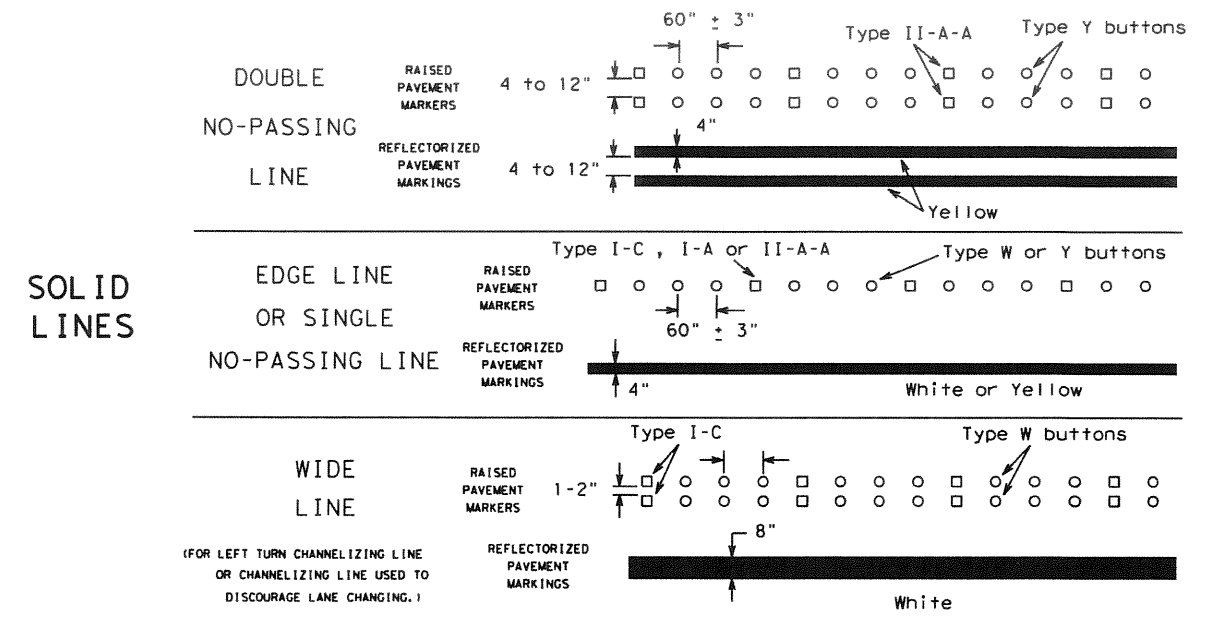 SOLID
LINES
DOUBLE
NO-PASSING
LINE
RAISED
PAVEMENT
MARKERS
4 to 12"
60" ± 3"
Type II-A-A
Type Y buttons
REFLECTORIZED
PAVEMENT
MARKINGS
4 to 12"
4"
Yellow
EDGE LINE
OR SINGLE
NO-PASSING LINE
RAISED
PAVEMENT
MARKERS
Type I-C , I-A or II-A-A
Type W or Y buttons
60" ± 3"
REFLECTORIZED
PAVEMENT
MARKINGS
4"
White or Yellow
WIDE
LINE
(FOR LEFT TURN CHANNELIZING LINE
OR CHANNELIZING LINE USED TO
DISCOURAGE LANE CHANGING.)
RAISED
PAVEMENT
MARKERS
1-2"
Type I-C
Type W buttons
REFLECTORIZED
PAVEMENT
MARKINGS
8"
White